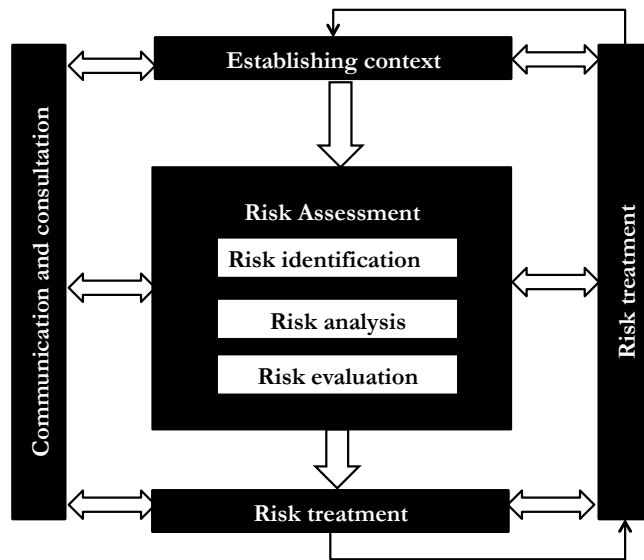 Establishing context
Communication and consultation
Risk Assessment
Risk identification
Risk analysis
Risk evaluation
Risk treatment
Risk treatment